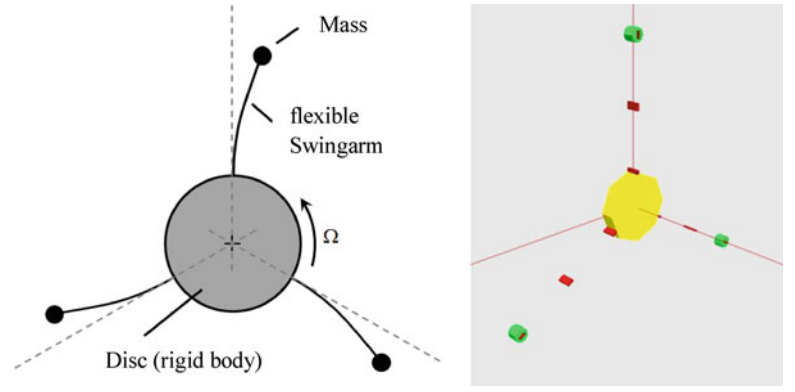 Mass
flexible
Swingarm
Ω
Disc (rigid body)